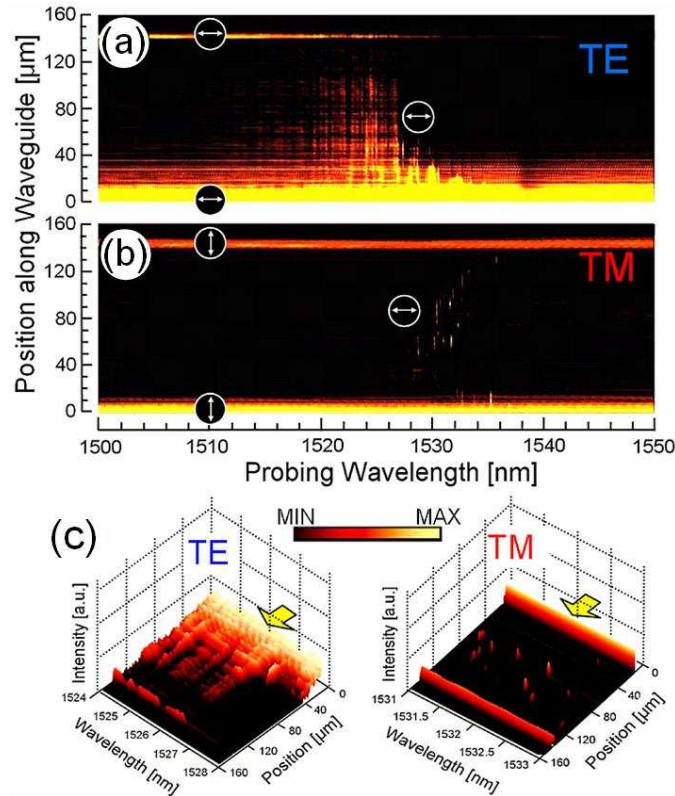 (a)
TE
160
120
80
40
0
(b)
TM
160
120
80
40
0
Position along Waveguide [µm]
1500 1510 1520 1530 1540 1550
Probing Wavelength [nm]
(c)
MIN MAX
TE
Intensity [a.u.]
1524
1525
1526
1527
1528
Wavelength [nm]
160
120
80
40
0
Position [µm]
TM
Intensity [a.u.]
1531
1531.5
1532
1532.5
1533
Wavelength [nm]
160
120
80
40
0
Position [µm]